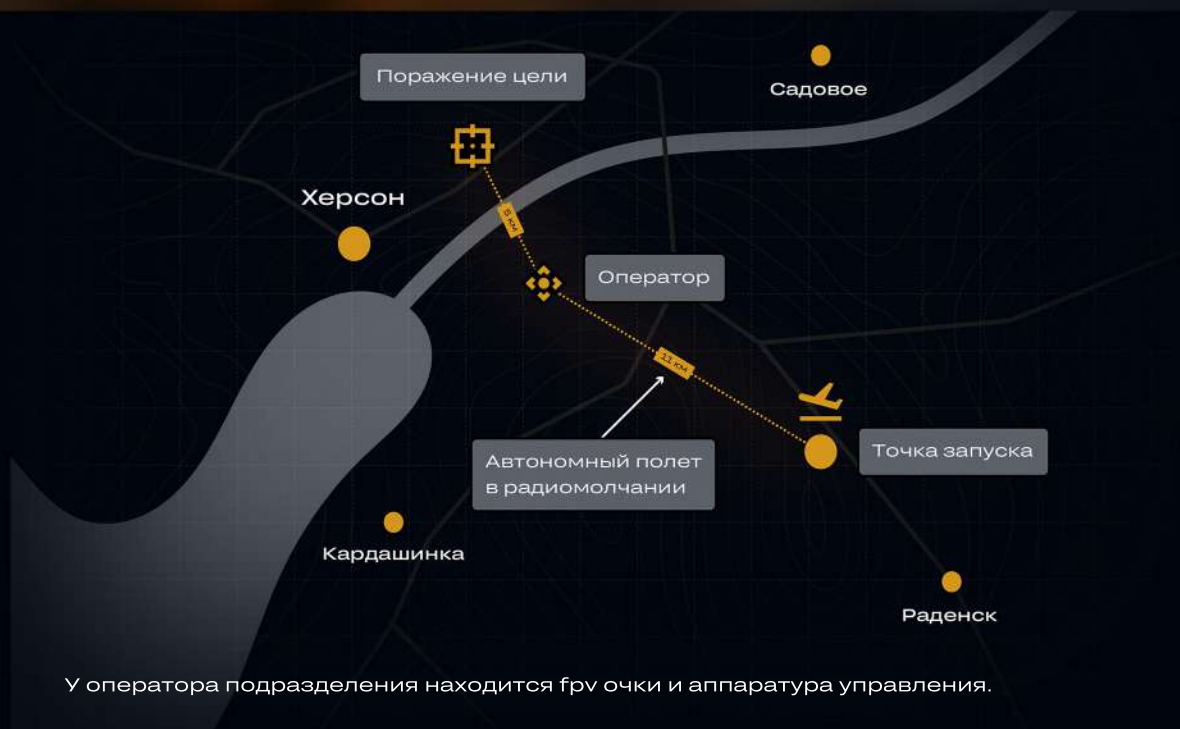 Поражение цели
Садовое
Херсон
5 км
Оператор
11 км
Точка запуска
Автономный полет
в радиомолчании
Кардашинка
Раденск
У оператора подразделения находится fpv очки и аппаратура управления.